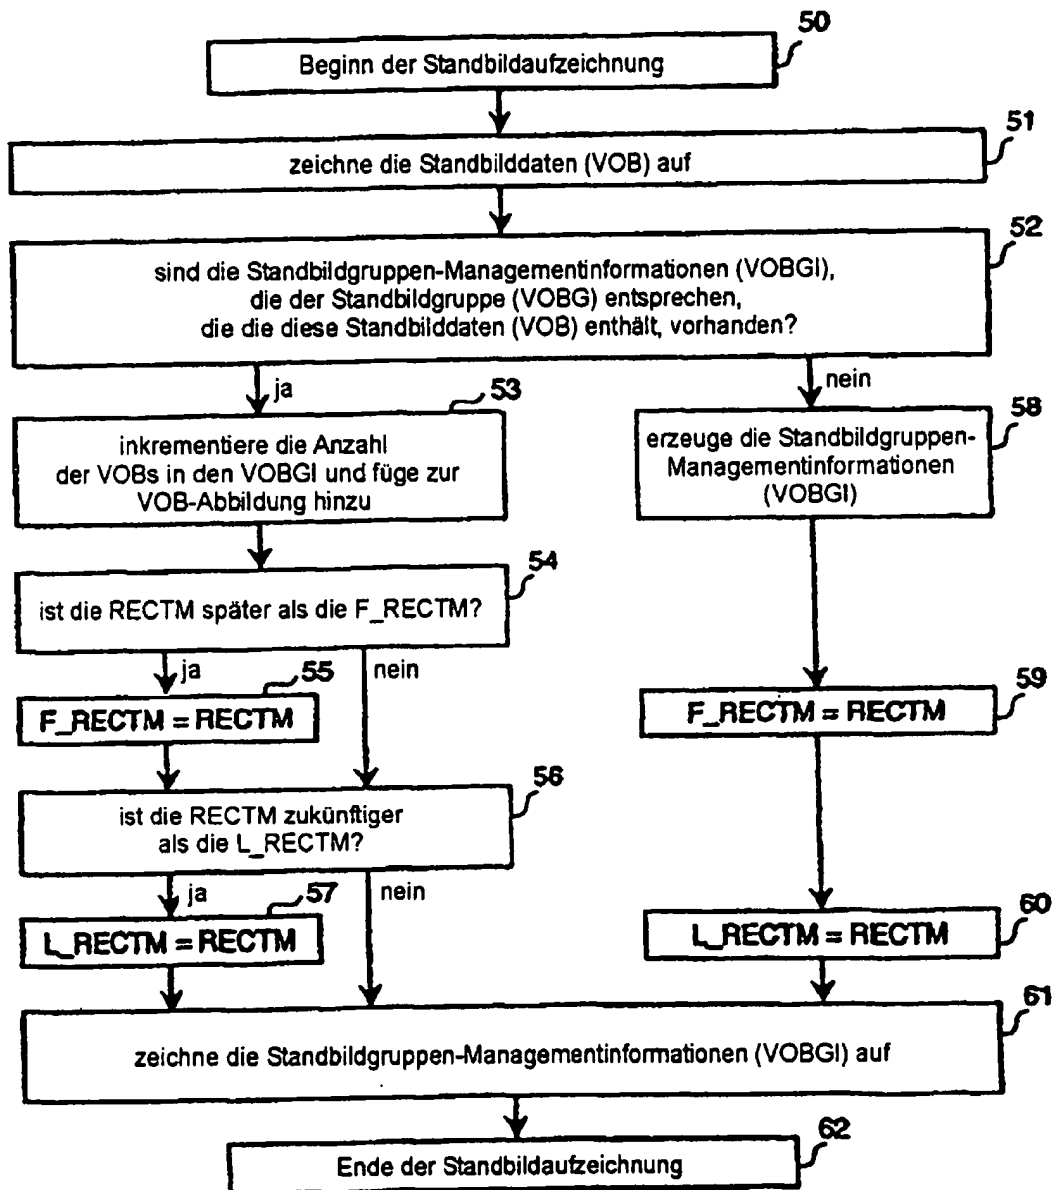 50
Beginn der Standbildaufzeichnung
51
zeichne die Standbilddaten (VOB) auf
52
sind die Standbildgruppen-Managementinformationen (VOBGI),
die der Standbildgruppe (VOBG) entsprechen,
die die diese Standbilddaten (VOB) enthält, vorhanden?
ja
nein
53
inkrementiere die Anzahl
der VOBs in den VOBGI und füge zur
VOB-Abbildung hinzu
58
erzeuge die Standbildgruppen-
Managementinformationen
(VOBGI)
54
ist die RECTM später als die F_RECTM?
ja
nein
55
F_RECTM = RECTM
59
F_RECTM = RECTM
56
ist die RECTM zukünftiger
als die L_RECTM?
ja
nein
57
L_RECTM = RECTM
60
L_RECTM = RECTM
61
zeichne die Standbildgruppen-Managementinformationen (VOBGI) auf
62
Ende der Standbildaufzeichnung